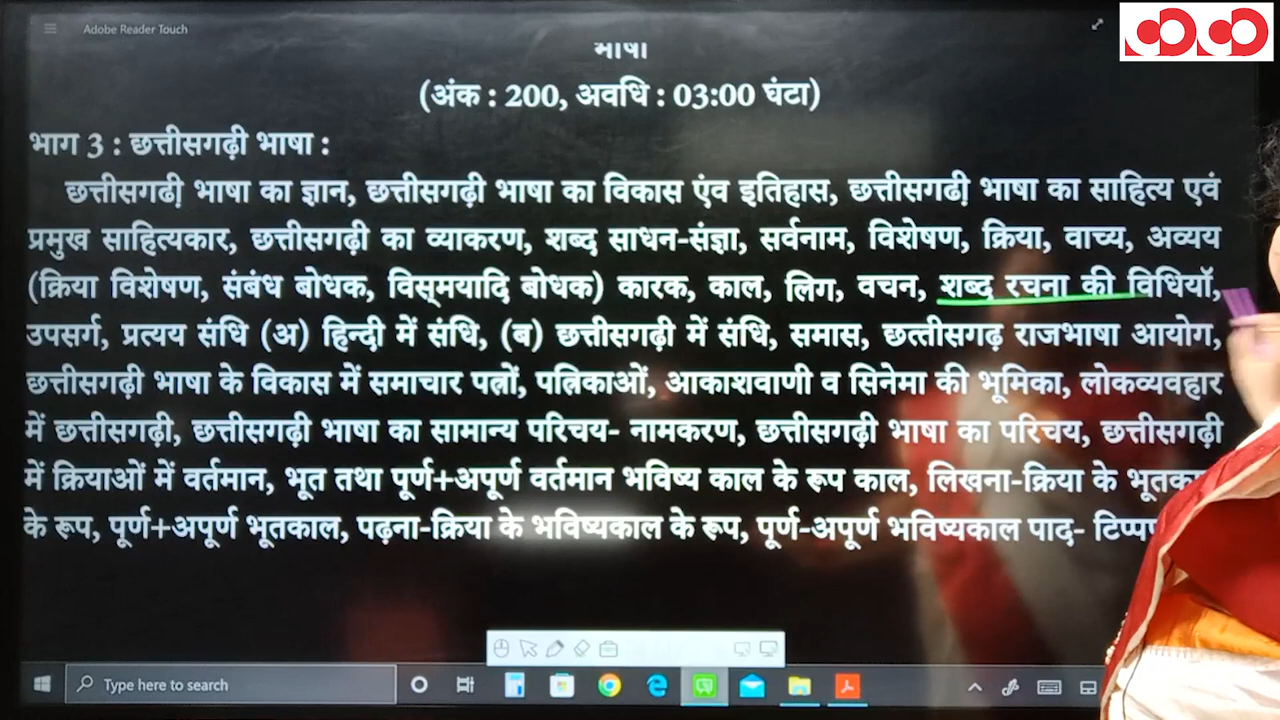 Adobe Reader Touch
भाषा
(अंक : 200, अवधि : 03:00 घंटा)
भाग 3 : छत्तीसगढ़ी भाषा :
छत्तीसगढी़ भाषा का ज्ञान, छत्तीसगढ़ी भाषा का विकास एंव इतिहास, छत्तीसगढी़ भाषा का साहित्य एवं
प्रमुख साहित्यकार, छत्तीसगढ़ी का व्याकरण, शब्द साधन-संज्ञा, सर्वनाम, विशेषण, क्रिया, वाच्य, अव्यय
(क्रिया विशेषण, संबंध बोधक, विस्मयादि बोधक) कारक, काल, लिग, वचन, शब्द रचना की विधियॉ,
उपसर्ग, प्रत्यय संधि (अ) हिन्दी में संधि, (ब) छत्तीसगढ़ी में संधि, समास, छत्तीसगढ़ राजभाषा आयोग,
छत्तीसगढ़ी भाषा के विकास में समाचार पत्रों, पत्रिकाओं, आकाशवाणी व सिनेमा की भूमिका, लोकव्यवहार
में छत्तीसगढ़ी, छत्तीसगढ़ी भाषा का सामान्य परिचय- नामकरण, छत्तीसगढ़ी भाषा का परिचय, छत्तीसगढ़ी
में क्रियाओं में वर्तमान, भूत तथा पूर्ण+अपूर्ण वर्तमान भविष्य काल के रूप काल, लिखना-क्रिया के
के रूप, पूर्ण+अपूर्ण भूतकाल, पढ़ना-क्रिया के भविष्यकाल के रूप, पूर्ण-अपूर्ण भविष्यकाल पाद-
Type here to search